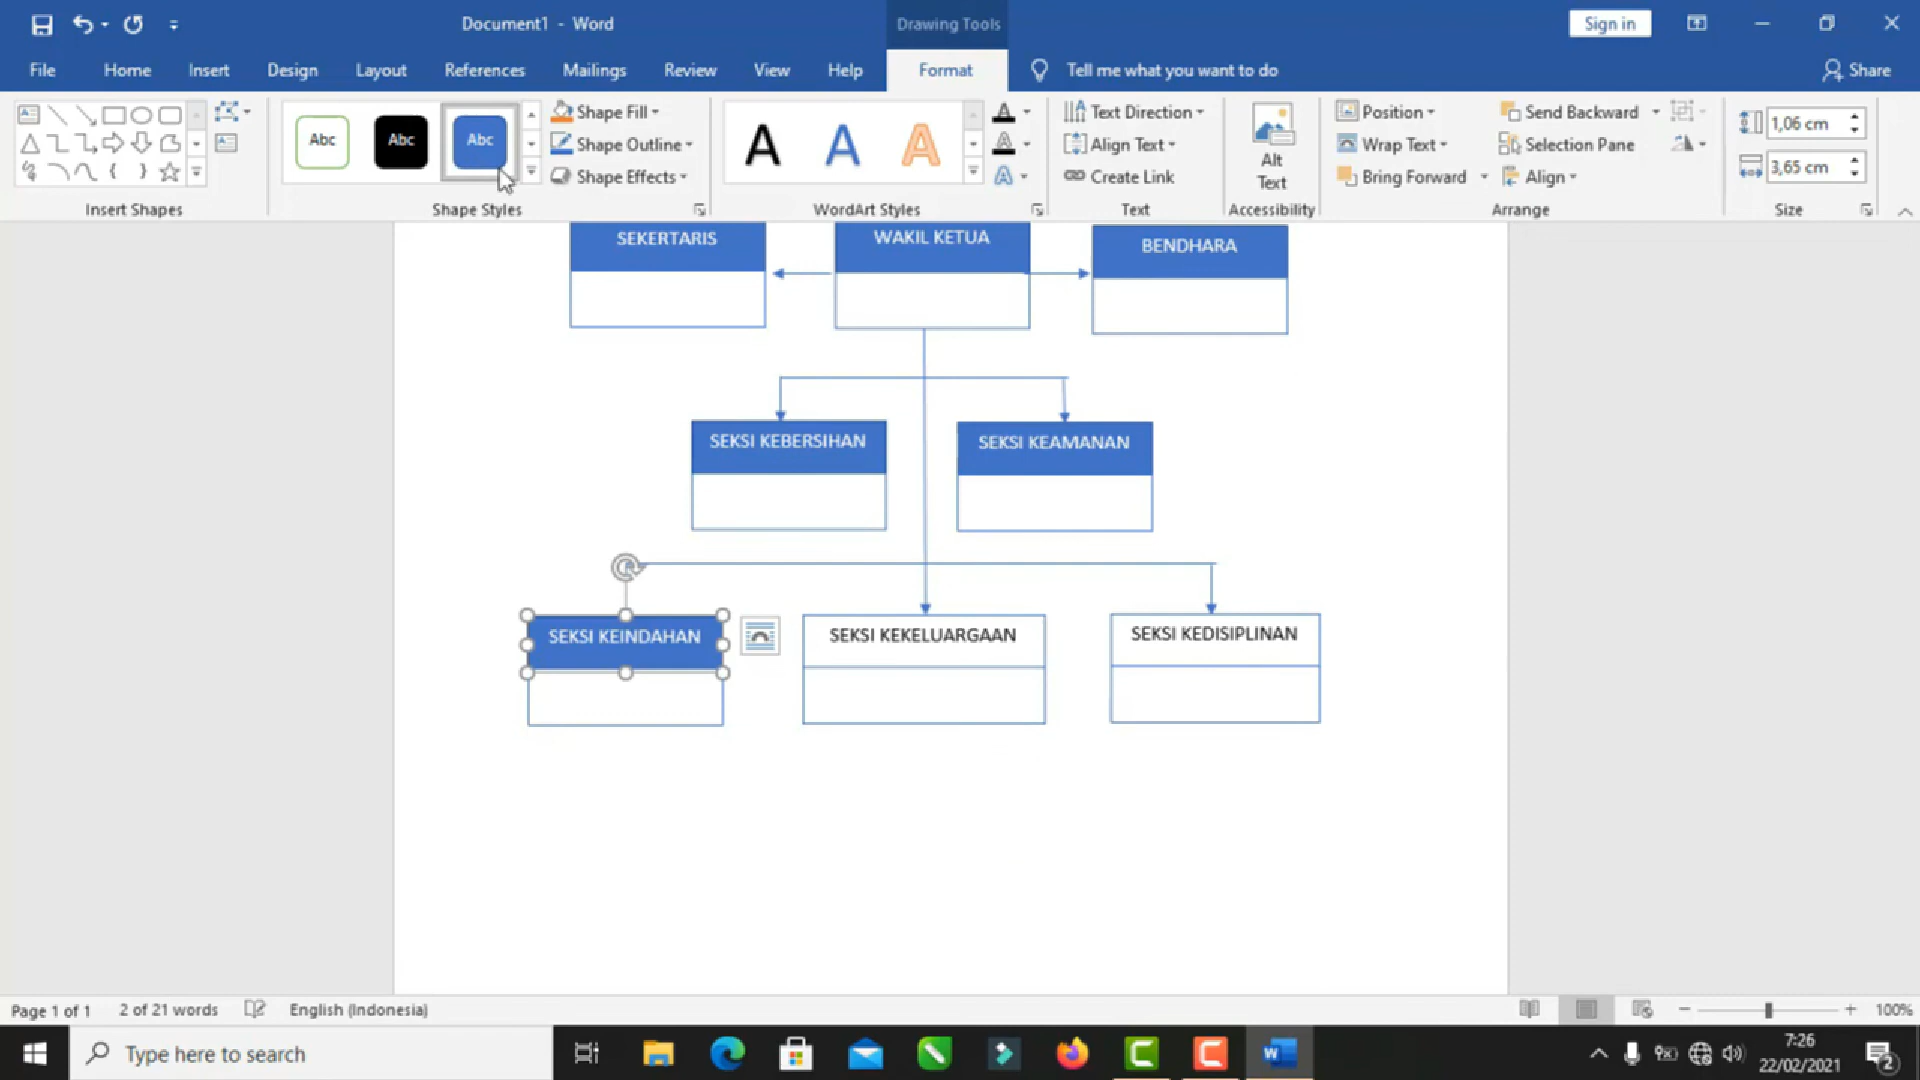 Document1 - Word
Drawing Tools
Sign in
File
Home
Insert
Design
Layout
References
Mailings
Review
View
Help
Format
Tell me what you want to do
Share
Abc
Abc
Abc
Shape Fill
Shape Outline
Shape Effects
A
A
A
Text Direction
Align Text
Create Link
Alt
Text
Position
Wrap Text
Bring Forward
Send Backward
Selection Pane
Align
1,06 cm
3,65 cm
Insert Shapes
Shape Styles
WordArt Styles
Text
Accessibility
Arrange
Size
SEKERTARIS
WAKIL KETUA
BENDHARA
SEKSI KEBERSIHAN
SEKSI KEAMANAN
SEKSI KEINDAHAN
SEKSI KEKELUARGAAN
SEKSI KEDISIPLINAN
Page 1 of 1
2 of 21 words
English (Indonesia)
100%
Type here to search
7:26
22/02/2021
2